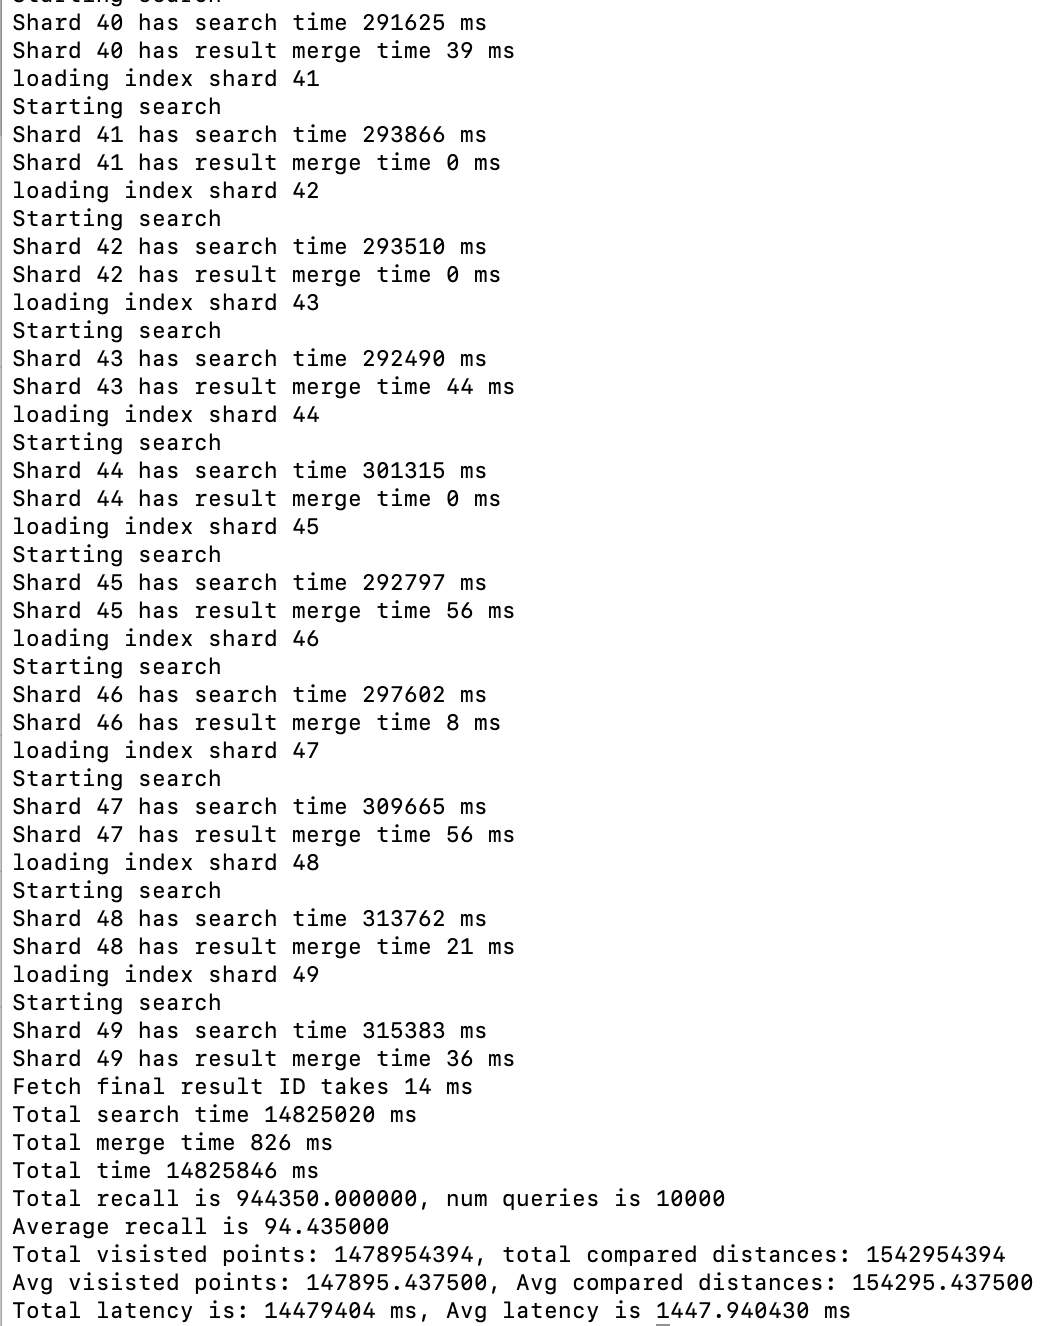 Starting search
Shard 40 has search time 291625 ms
Shard 40 has result merge time 39 ms
loading index shard 41
Starting search
Shard 41 has search time 293866 ms
Shard 41 has result merge time 0 ms
loading index shard 42
Starting search
Shard 42 has search time 293510 ms
Shard 42 has result merge time 0 ms
loading index shard 43
Starting search
Shard 43 has search time 292490 ms
Shard 43 has result merge time 44 ms
loading index shard 44
Starting search
Shard 44 has search time 301315 ms
Shard 44 has result merge time 0 ms
loading index shard 45
Starting search
Shard 45 has search time 292797 ms
Shard 45 has result merge time 56 ms
loading index shard 46
Starting search
Shard 46 has search time 297602 ms
Shard 46 has result merge time 8 ms
loading index shard 47
Starting search
Shard 47 has search time 309665 ms
Shard 47 has result merge time 56 ms
loading index shard 48
Starting search
Shard 48 has search time 313762 ms
Shard 48 has result merge time 21 ms
loading index shard 49
Starting search
Shard 49 has search time 315383 ms
Shard 49 has result merge time 36 ms
Fetch final result ID takes 14 ms
Total search time 14825020 ms
Total merge time 826 ms
Total time 14825846 ms
Total recall is 944350.000000, num queries is 10000
Average recall is 94.435000
Total visisted points: 1478954394, total compared distances: 1542954394
Avg visisted points: 147895.437500, Avg compared distances: 154295.437500
Total latency is: 14479404 ms, Avg latency is 1447.940430 ms